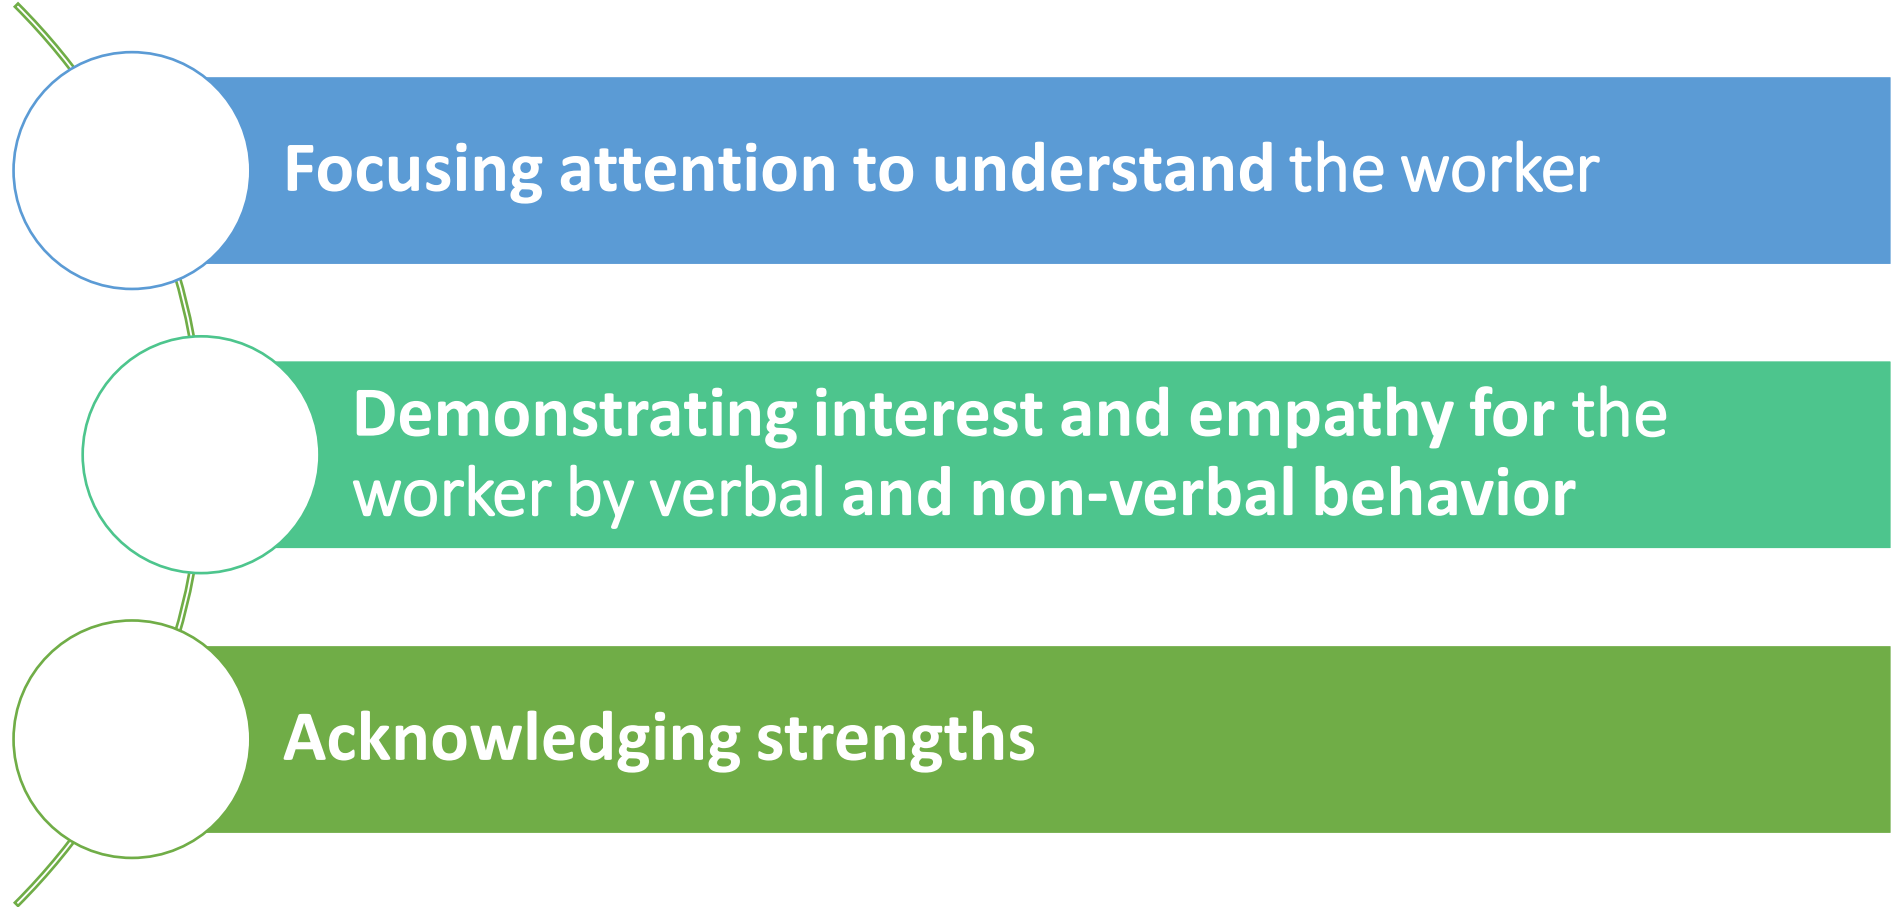 Focusing attention to understand the worker
Demonstrating interest and empathy for the
worker by verbal and non-verbal behavior
Acknowledging strengths